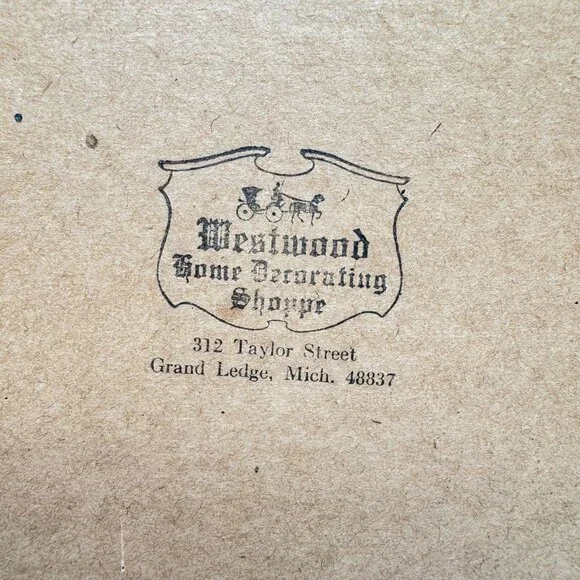 Westwood
Home Decorating
Shoppe
312 Taylor Street
Grand Ledge, Mich. 48837